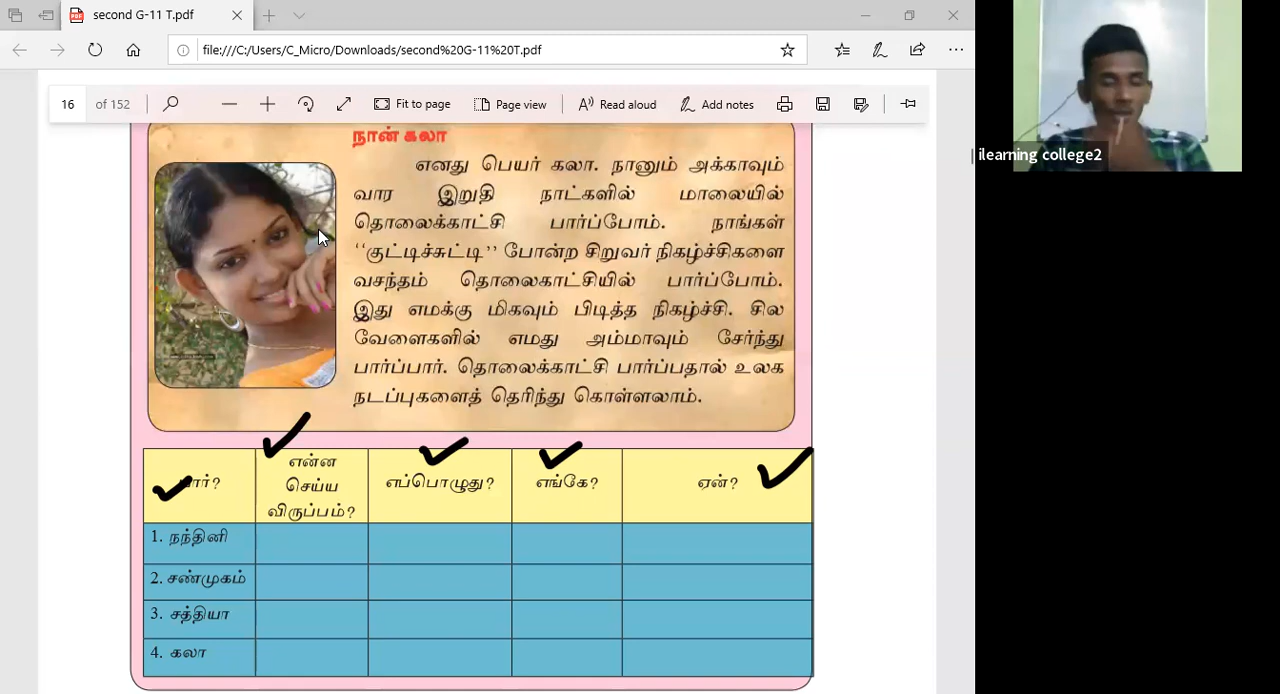 second G-11 T.pdf
file:///C:/Users/C_Micro/Downloads/second%20G-11%20T.pdf
16 of 152 Fit to page Page view Read aloud Add notes
ilearning college2
நான் கலா
எனது பெயர் கலா. நானும் அக்காவும்
வார இறுதி நாட்களில் மாலையில்
தொலைக்காட்சி பார்ப்போம். நாங்கள்
‘‘குட்டிச்சுட்டி’’ போன்ற சிறுவர் நிகழ்ச்சிகளை
வசந்தம் தொலைகாட்சியில் பார்ப்போம்.
இது எமக்கு மிகவும் பிடித்த நிகழ்ச்சி. சில
வேளைகளில் எமது அம்மாவும் சேர்ந்து
பார்ப்பார். தொலைக்காட்சி பார்ப்பதால் உலக
நடப்புகளைத் தெரிந்து கொள்ளலாம்.
யார்? என்ன செய்ய விருப்பம்? எப்பொழுது? எங்கே? ஏன்?
1. நந்தினி
2. சண்முகம்
3. சத்தியா
4. கலா